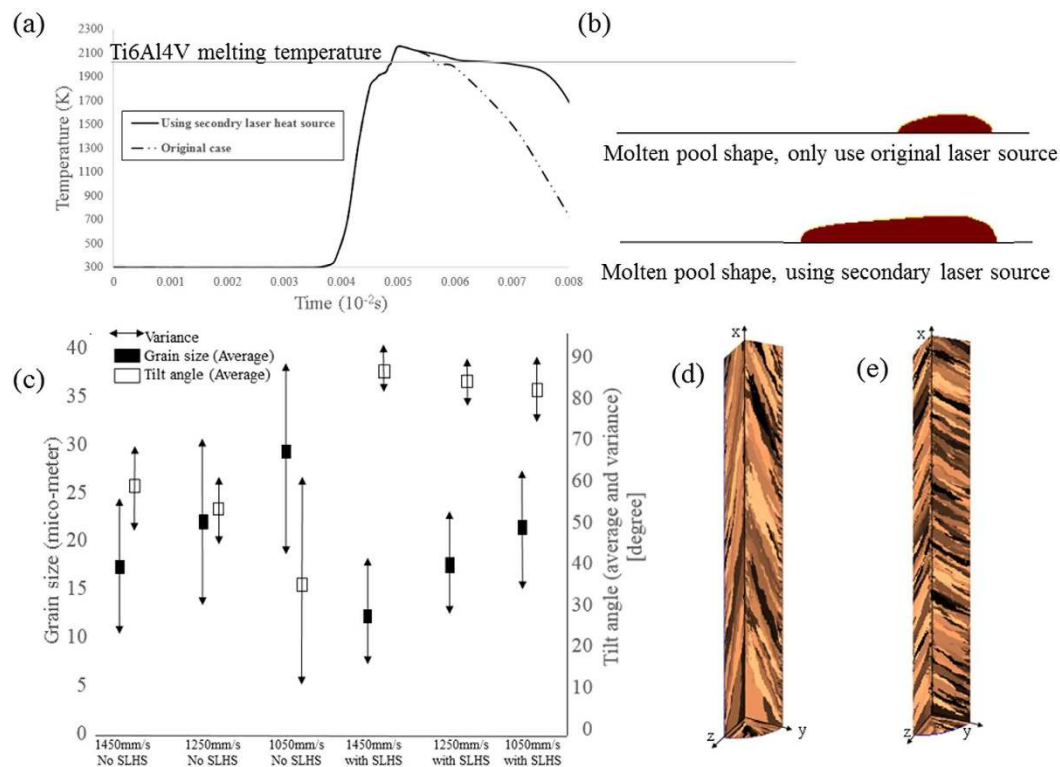 (a)
2300
2100
1900
1700
1500
1300
1100
900
700
500
300
Temperature (K)
Ti6Al4V melting temperature
Using secondry laser heat source
Original case
0
0.001
0.002
0.003
0.004
0.005
0.006
0.007
0.008
Time (10⁻²s)
(b)
Molten pool shape, only use original laser source
Molten pool shape, using secondary laser source
(c)
Variance
Grain size (Average)
Tilt angle (Average)
40
35
30
25
20
15
10
5
0
Grain size (mico-meter)
90
80
70
60
50
40
30
20
10
0
Tilt angle (average and variance)
[degree]
1450mm/s
No SLHS
1250mm/s
No SLHS
1050mm/s
No SLHS
1450mm/s
with SLHS
1250mm/s
with SLHS
1050mm/s
with SLHS
(d)
x
z
y
(e)
x
z
y